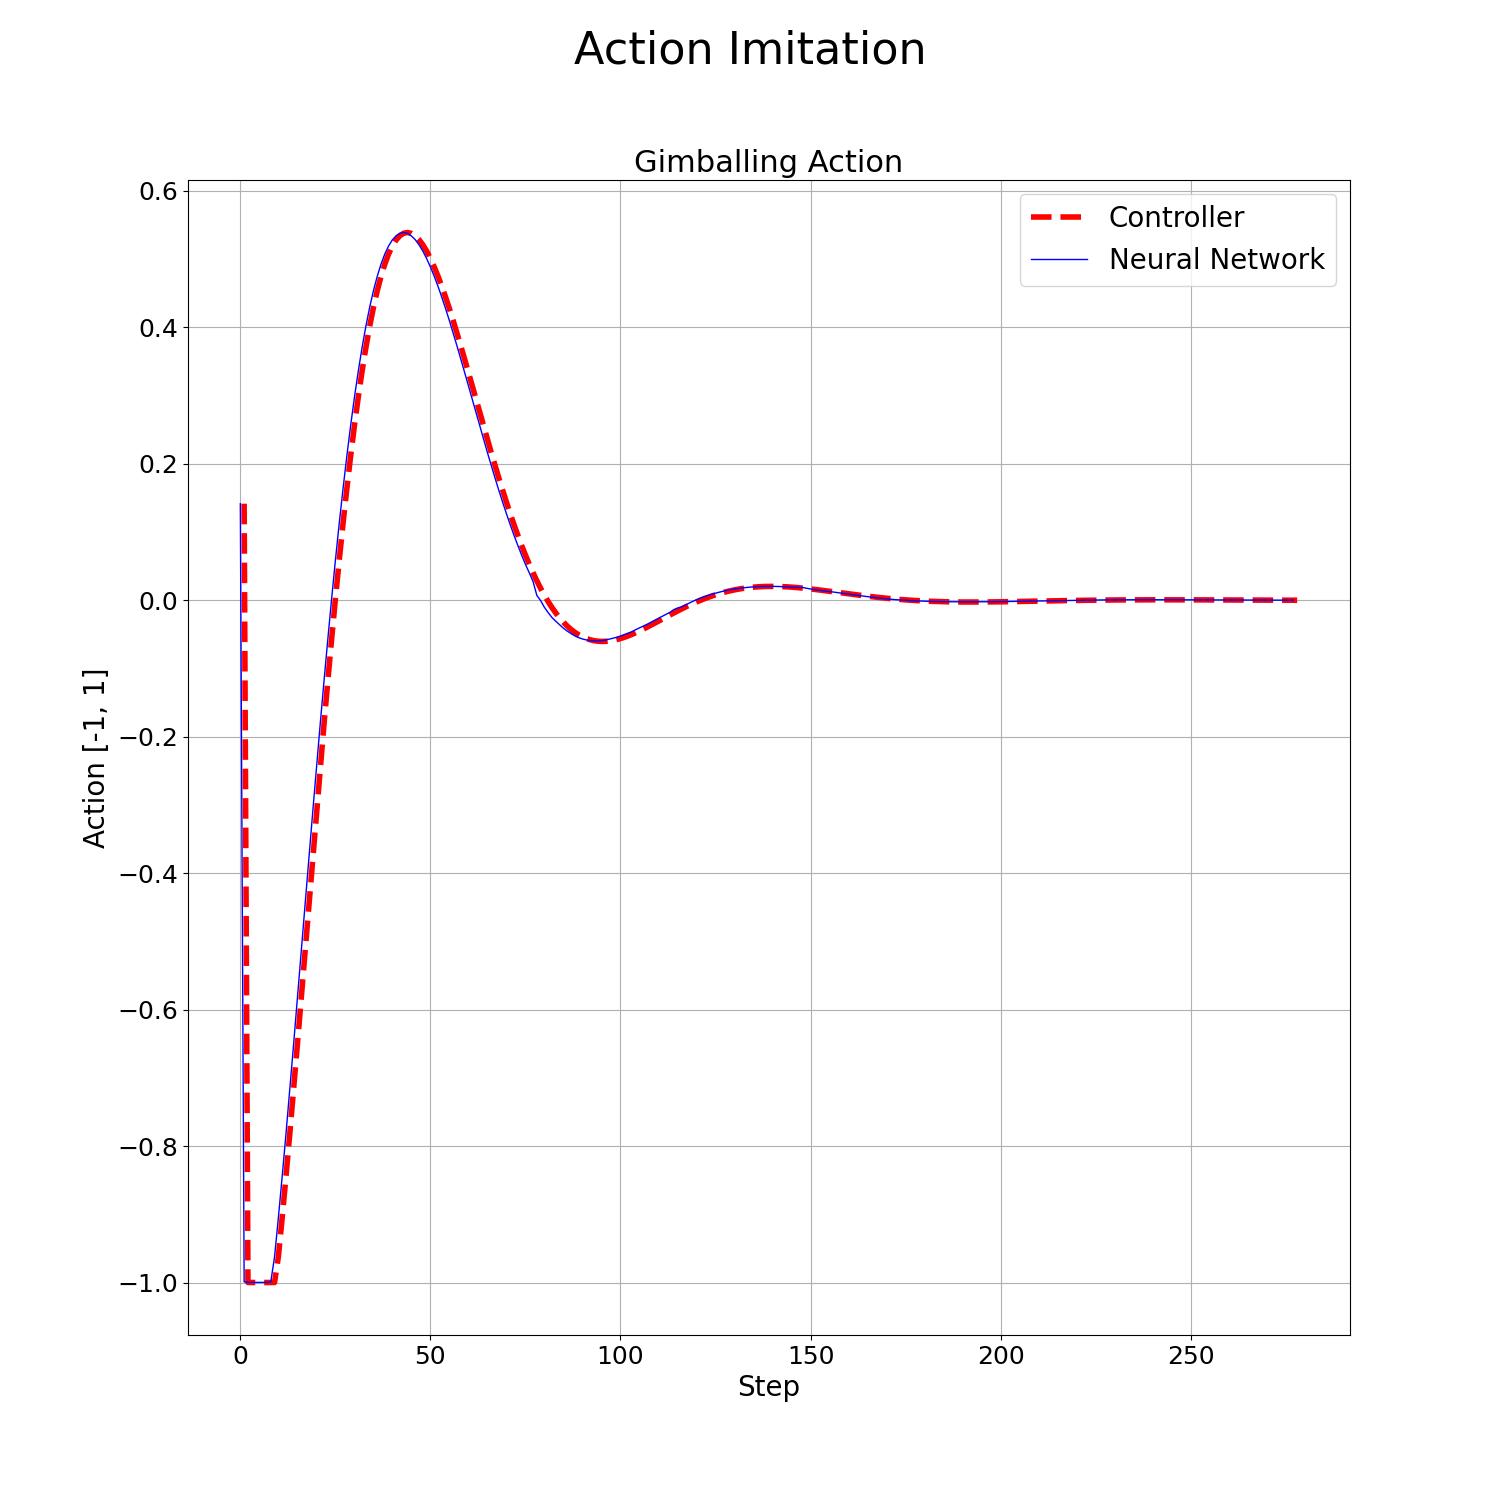 Action Imitation
Gimballing Action
0.6
0.4
0.2
0.0
−0.2
−0.4
−0.6
−0.8
−1.0
Action [-1, 1]
Controller
Neural Network
0 50 100 150 200 250
Step